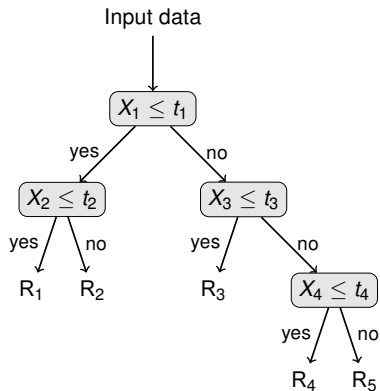 Input data
X₁ ≤ t₁
yes
no
X₂ ≤ t₂
X₃ ≤ t₃
yes
no
yes
no
R₁
R₂
R₃
X₄ ≤ t₄
yes
no
R₄
R₅